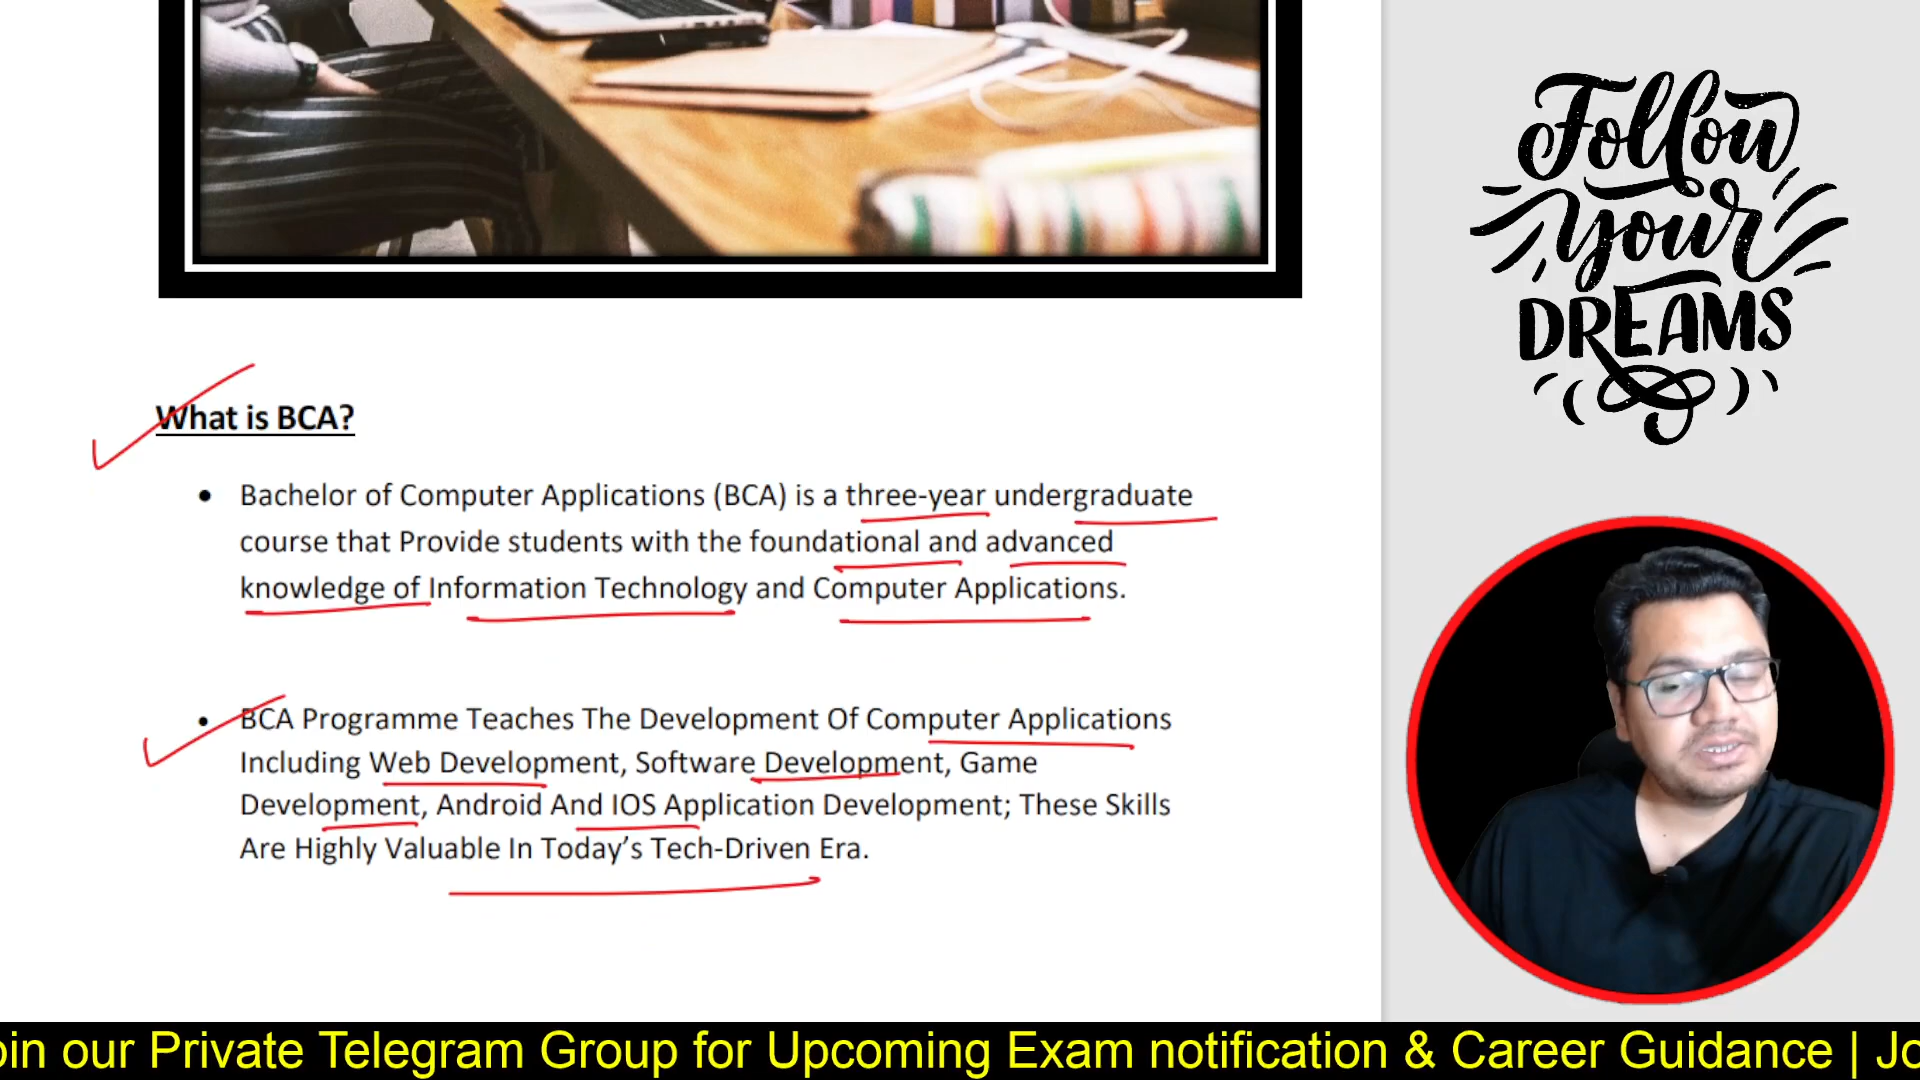 Follow
your
DREAMS
What is BCA?
Bachelor of Computer Applications (BCA) is a three-year undergraduate
course that Provide students with the foundational and advanced
knowledge of Information Technology and Computer Applications.
BCA Programme Teaches The Development Of Computer Applications
Including Web Development, Software Development, Game
Development, Android And IOS Application Development; These Skills
Are Highly Valuable In Today’s Tech-Driven Era.
oin our Private Telegram Group for Upcoming Exam notification & Career Guidance | Jo